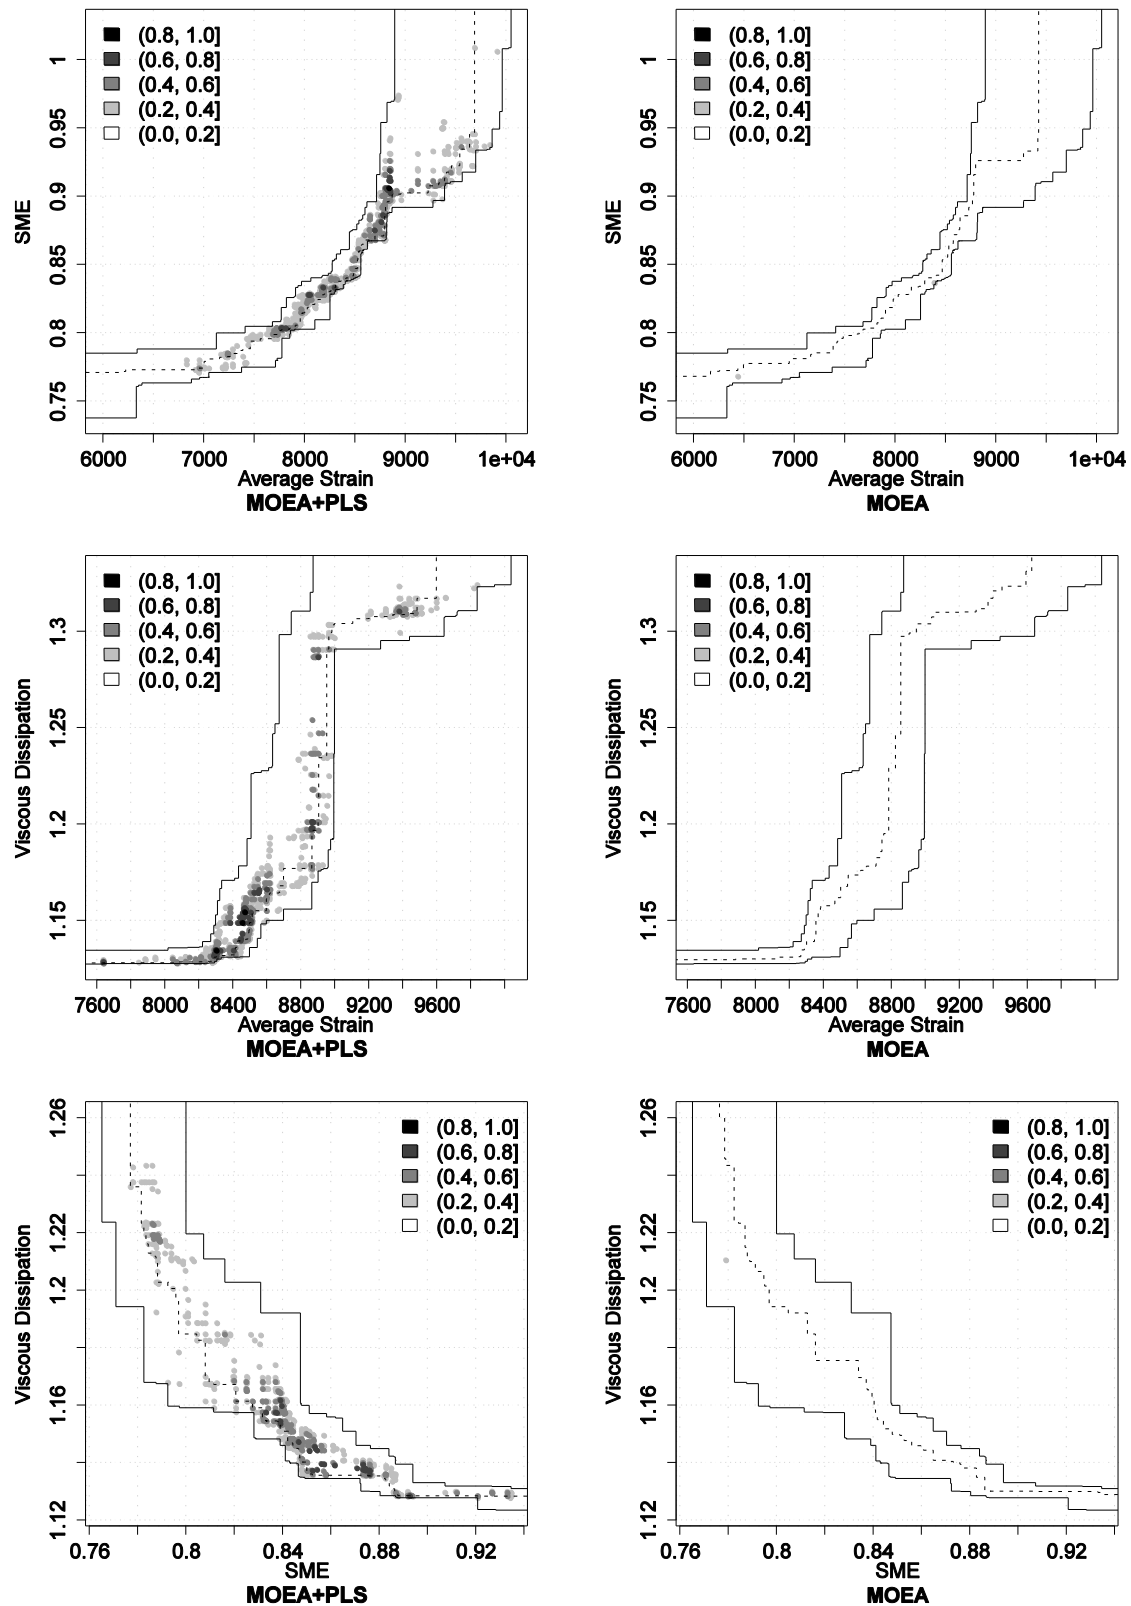 (0.8, 1.0]
(0.6, 0.8]
(0.4, 0.6]
(0.2, 0.4]
(0.0, 0.2]
SME
1
0.95
0.9
0.85
0.8
0.75
6000 7000 8000 9000 1e+04
Average Strain
MOEA+PLS
(0.8, 1.0]
(0.6, 0.8]
(0.4, 0.6]
(0.2, 0.4]
(0.0, 0.2]
SME
1
0.95
0.9
0.85
0.8
0.75
6000 7000 8000 9000 1e+04
Average Strain
MOEA
(0.8, 1.0]
(0.6, 0.8]
(0.4, 0.6]
(0.2, 0.4]
(0.0, 0.2]
Viscous Dissipation
1.3
1.25
1.2
1.15
7600 8000 8400 8800 9200 9600
Average Strain
MOEA+PLS
(0.8, 1.0]
(0.6, 0.8]
(0.4, 0.6]
(0.2, 0.4]
(0.0, 0.2]
Viscous Dissipation
1.3
1.25
1.2
1.15
7600 8000 8400 8800 9200 9600
Average Strain
MOEA
(0.8, 1.0]
(0.6, 0.8]
(0.4, 0.6]
(0.2, 0.4]
(0.0, 0.2]
Viscous Dissipation
1.26
1.22
1.2
1.16
1.12
0.76 0.8 0.84 0.88 0.92
SME
MOEA+PLS
(0.8, 1.0]
(0.6, 0.8]
(0.4, 0.6]
(0.2, 0.4]
(0.0, 0.2]
Viscous Dissipation
1.26
1.22
1.2
1.16
1.12
0.76 0.8 0.84 0.88 0.92
SME
MOEA